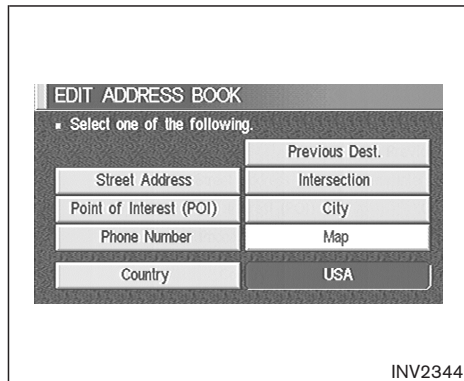 EDIT ADDRESS BOOK
▪ Select one of the following.
Previous Dest.
Street Address Intersection
Point of Interest (POI) City
Phone Number Map
Country USA
INV2344